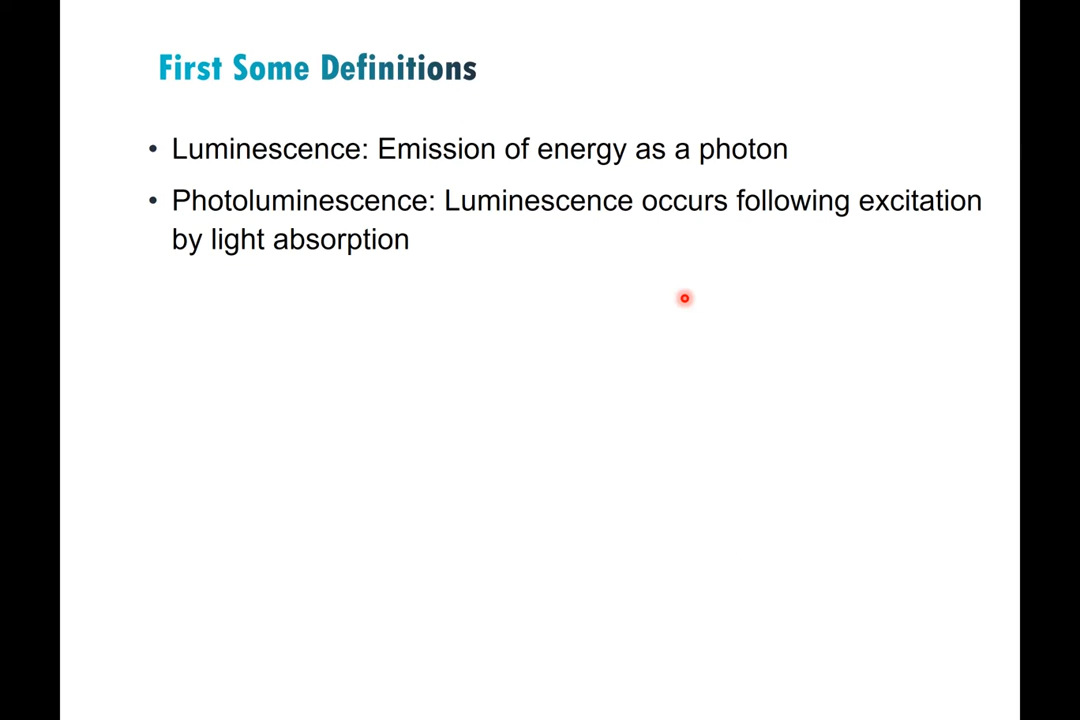 First Some Definitions
• Luminescence: Emission of energy as a photon
• Photoluminescence: Luminescence occurs following excitation
by light absorption